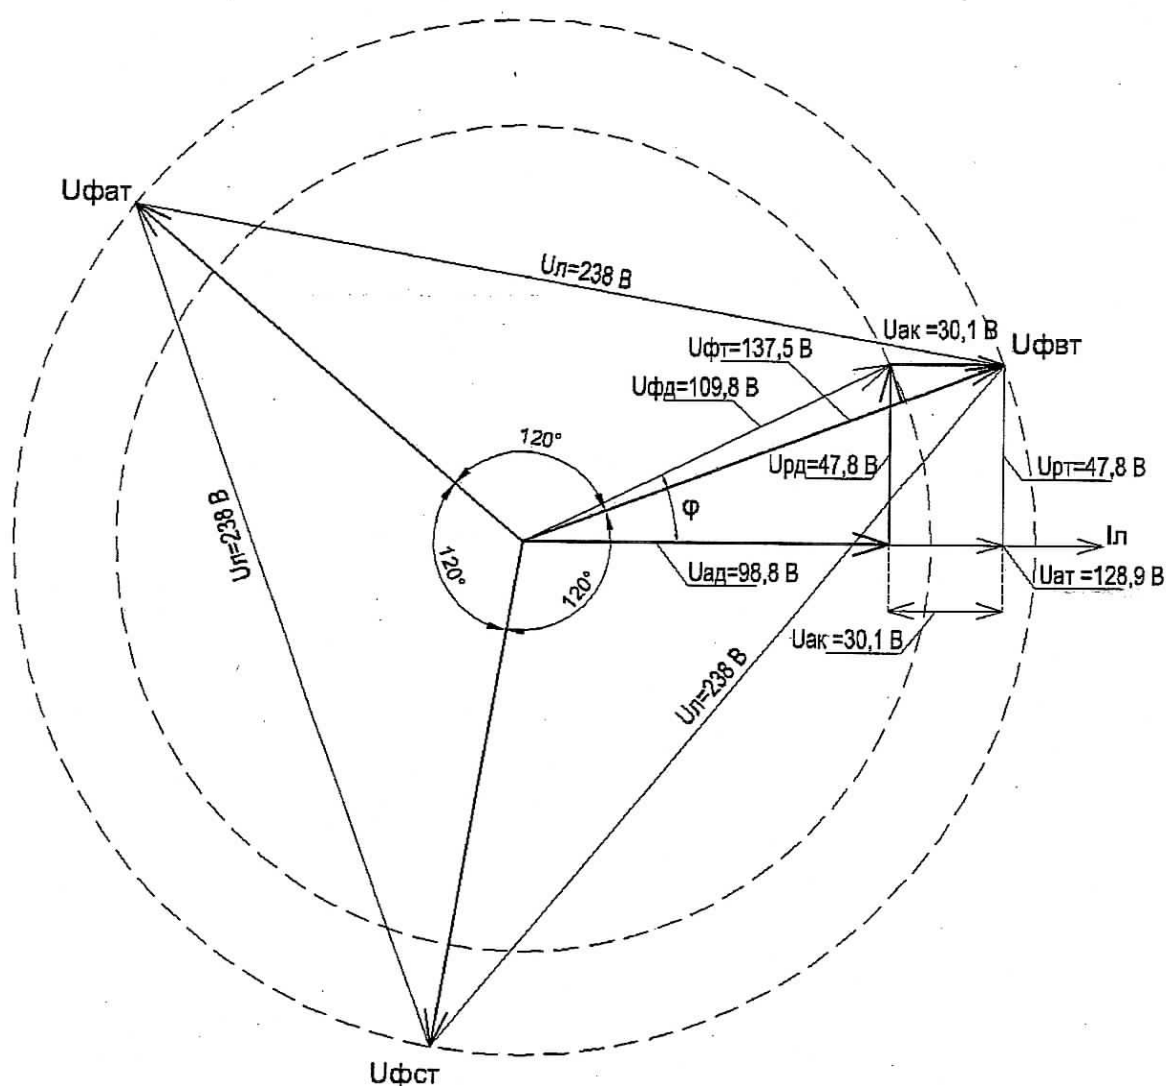 Uфат
Uл=238 В
Uак =30,1 В
Uфвт
Uфт=137,5 В
Uфд=109,8 В
120°
Uрд=47,8 В
Uрт=47,8 В
φ
Uл=238 В
Iл
120°
120°
Uад=98,8 В
Uат =128,9 В
Uак =30,1 В
Uл=238 В
Uфст